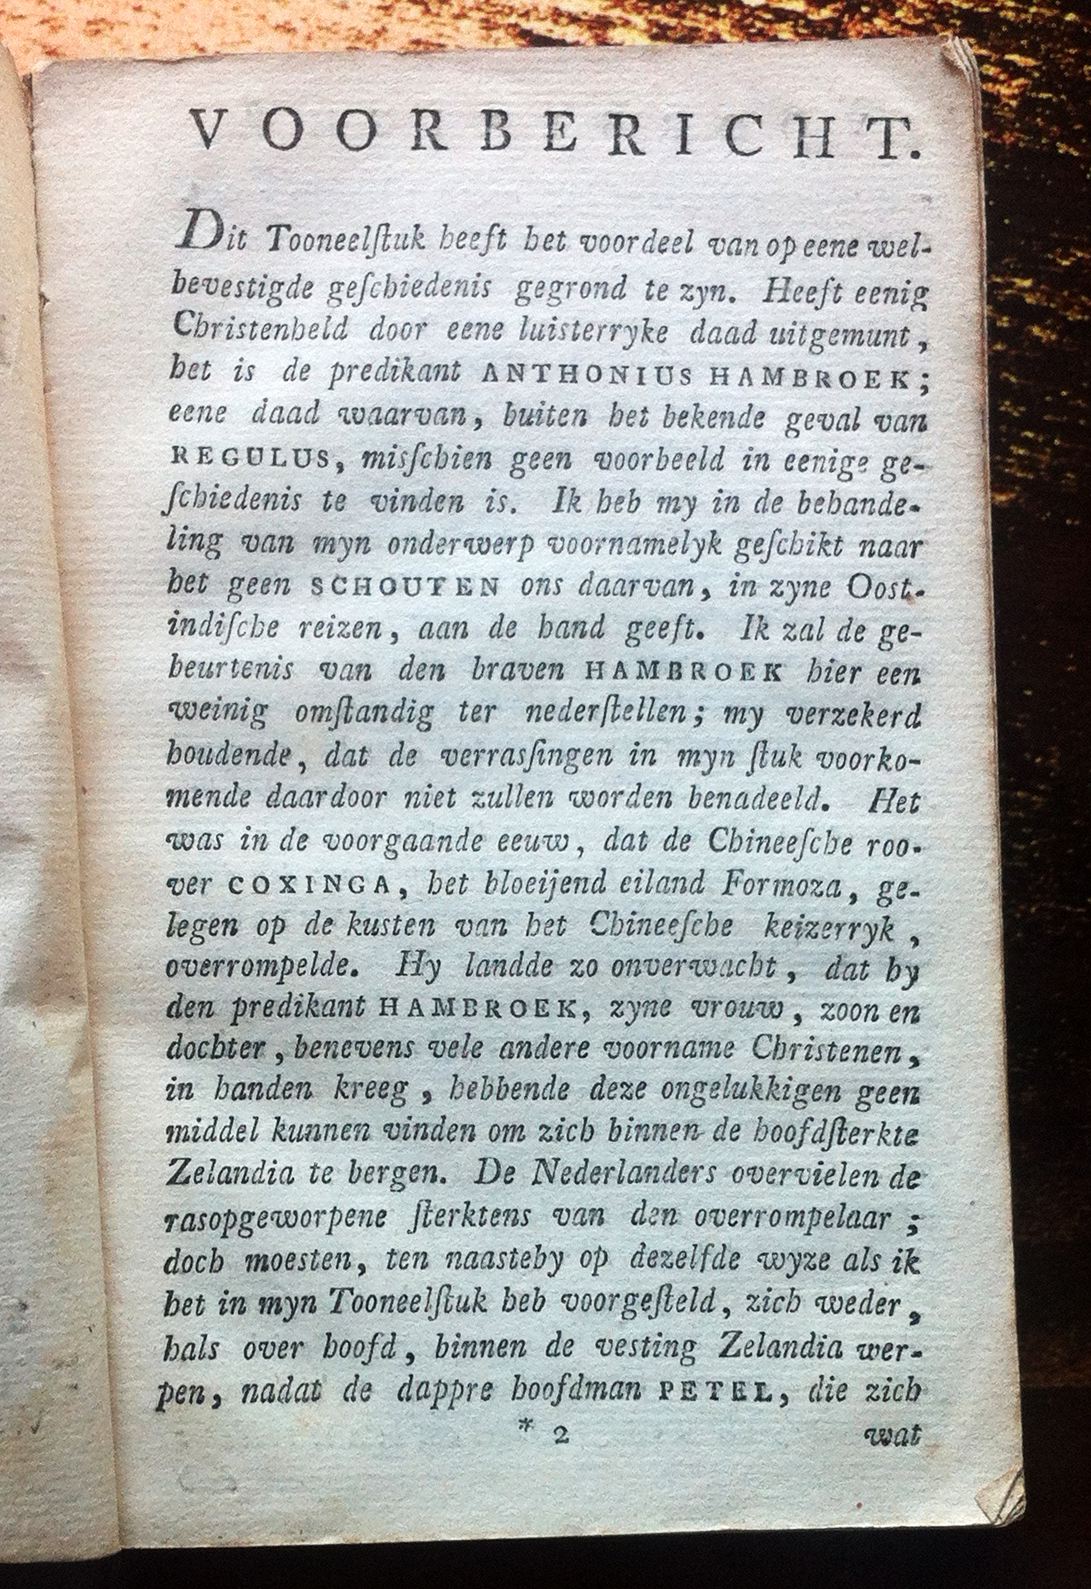 VOORBERICHT.
Dit Tooneelſtuk heeft het voordeel van op eene wel-
bevestigde geſchiedenis gegrond te zyn. Heeft eenig
Christenheld door eene luisterryke daad uitgemunt,
het is de predikant ANTHONIUS HAMBROEK;
eene daad waarvan, buiten het bekende geval van
REGULUS, misſchien geen voorbeeld in eenige ge-
ſchiedenis te vinden is. Ik heb my in de behande-
ling van myn onderwerp voornamelyk geſchikt naar
het geen SCHOUTEN ons daarvan, in zyne Oost-
indiſche reizen, aan de hand geeft. Ik zal de ge-
beurtenis van den braven HAMBROEK hier een
weinig omſtandig ter nederſtellen; my verzekerd
houdende, dat de verrasſingen in myn ſtuk voorko-
mende daardoor niet zullen worden benadeeld. Het
was in de voorgaande eeuw, dat de Chineeſche roo-
ver COXINGA, het bloeijend eiland Formoza, ge-
legen op de kusten van het Chineeſche keizerryk,
overrompelde. Hy landde zo onverwacht, dat hy
den predikant HAMBROEK, zyne vrouw, zoon en
dochter, benevens vele andere voorname Christenen,
in handen kreeg, hebbende deze ongelukkigen geen
middel kunnen vinden om zich binnen de hoofdſterkte
Zelandia te bergen. De Nederlanders overvielen de
rasopgeworpene ſterktens van den overrompelaar;
doch moesten, ten naasteby op dezelfde wyze als ik
het in myn Tooneelſtuk heb voorgeſteld, zich weder,
hals over hoofd, binnen de vesting Zelandia wer-
pen, nadat de dappre hoofdman PETEL, die zich
* 2 wat